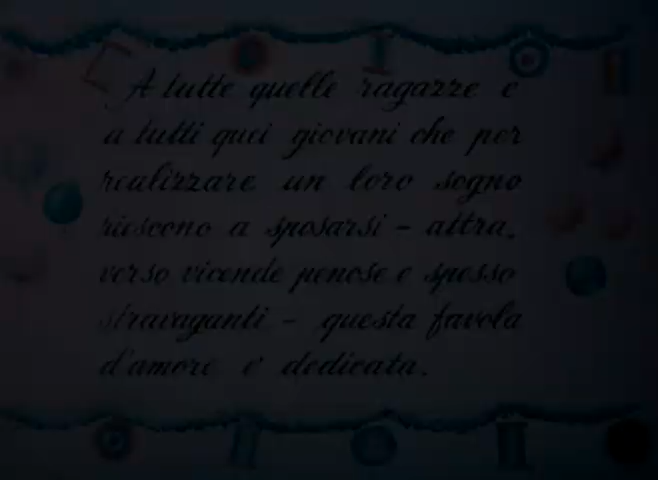 A tutte quelle ragazze e
a tutti quei giovani che per
realizzare un loro sogno
riescono a sposarsi - attra.
verso vicende penose e spesso
stravaganti - questa favola
d'amore e' dedicata.